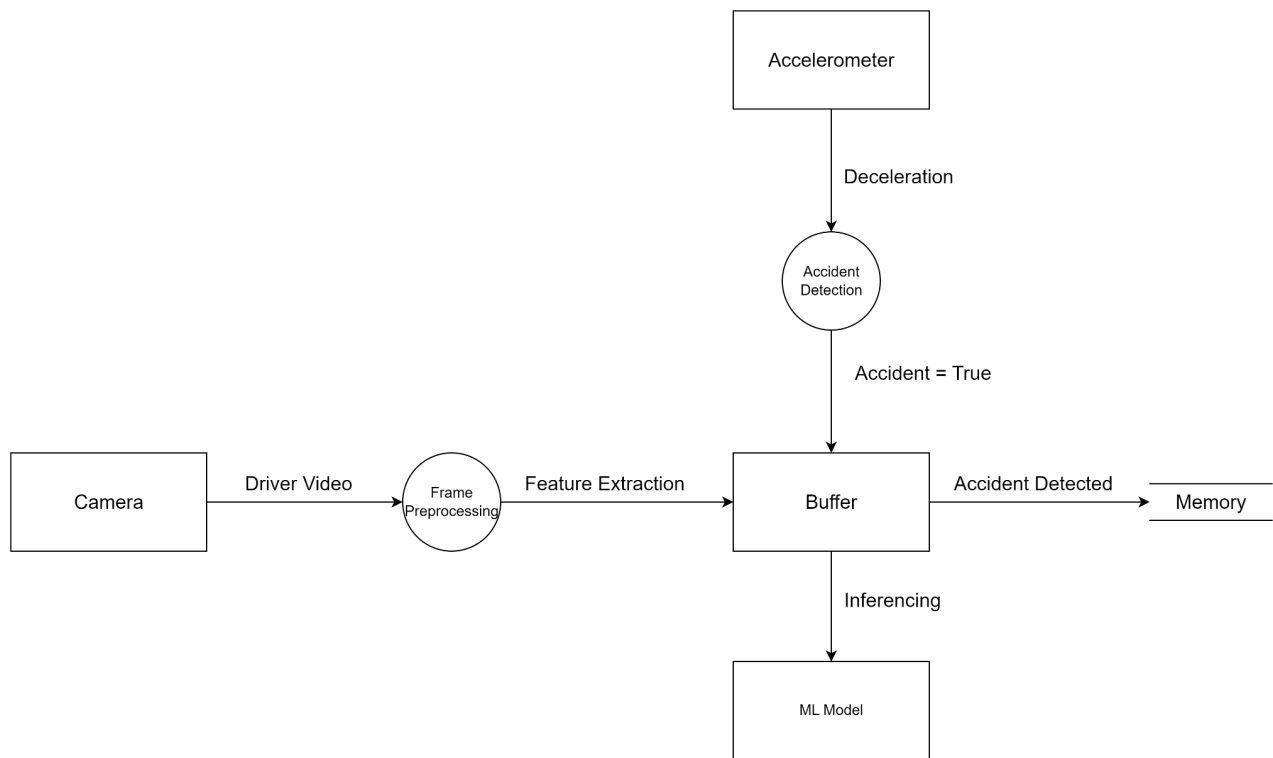 Accelerometer
Deceleration
Accident
Detection
Accident = True
Camera
Driver Video
Frame
Preprocessing
Feature Extraction
Buffer
Accident Detected
Memory
Inferencing
ML Model